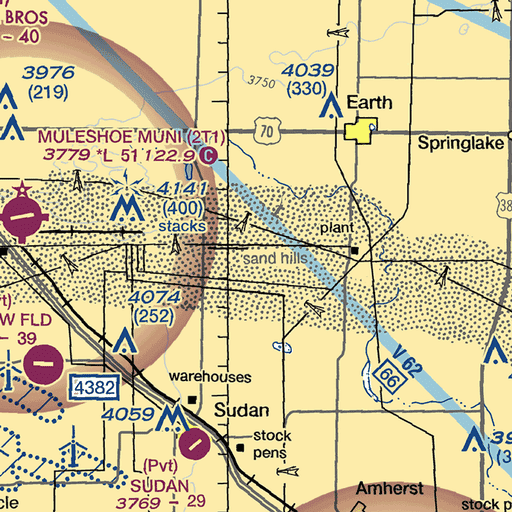 BROS
- 40
3976
(219)
3750
4039
(330)
Earth
70
Springlake
MULESHOE MUNI (2T1)
3779 *L 51 122.9 C
4141
(400)
stacks
38
plant
sand hills
4074
(252)
W FLD
- 39
V 62
66
4382
warehouses
4059
Sudan
stock
pens
(Pvt)
SUDAN
3769 - 29
Amherst
stock p